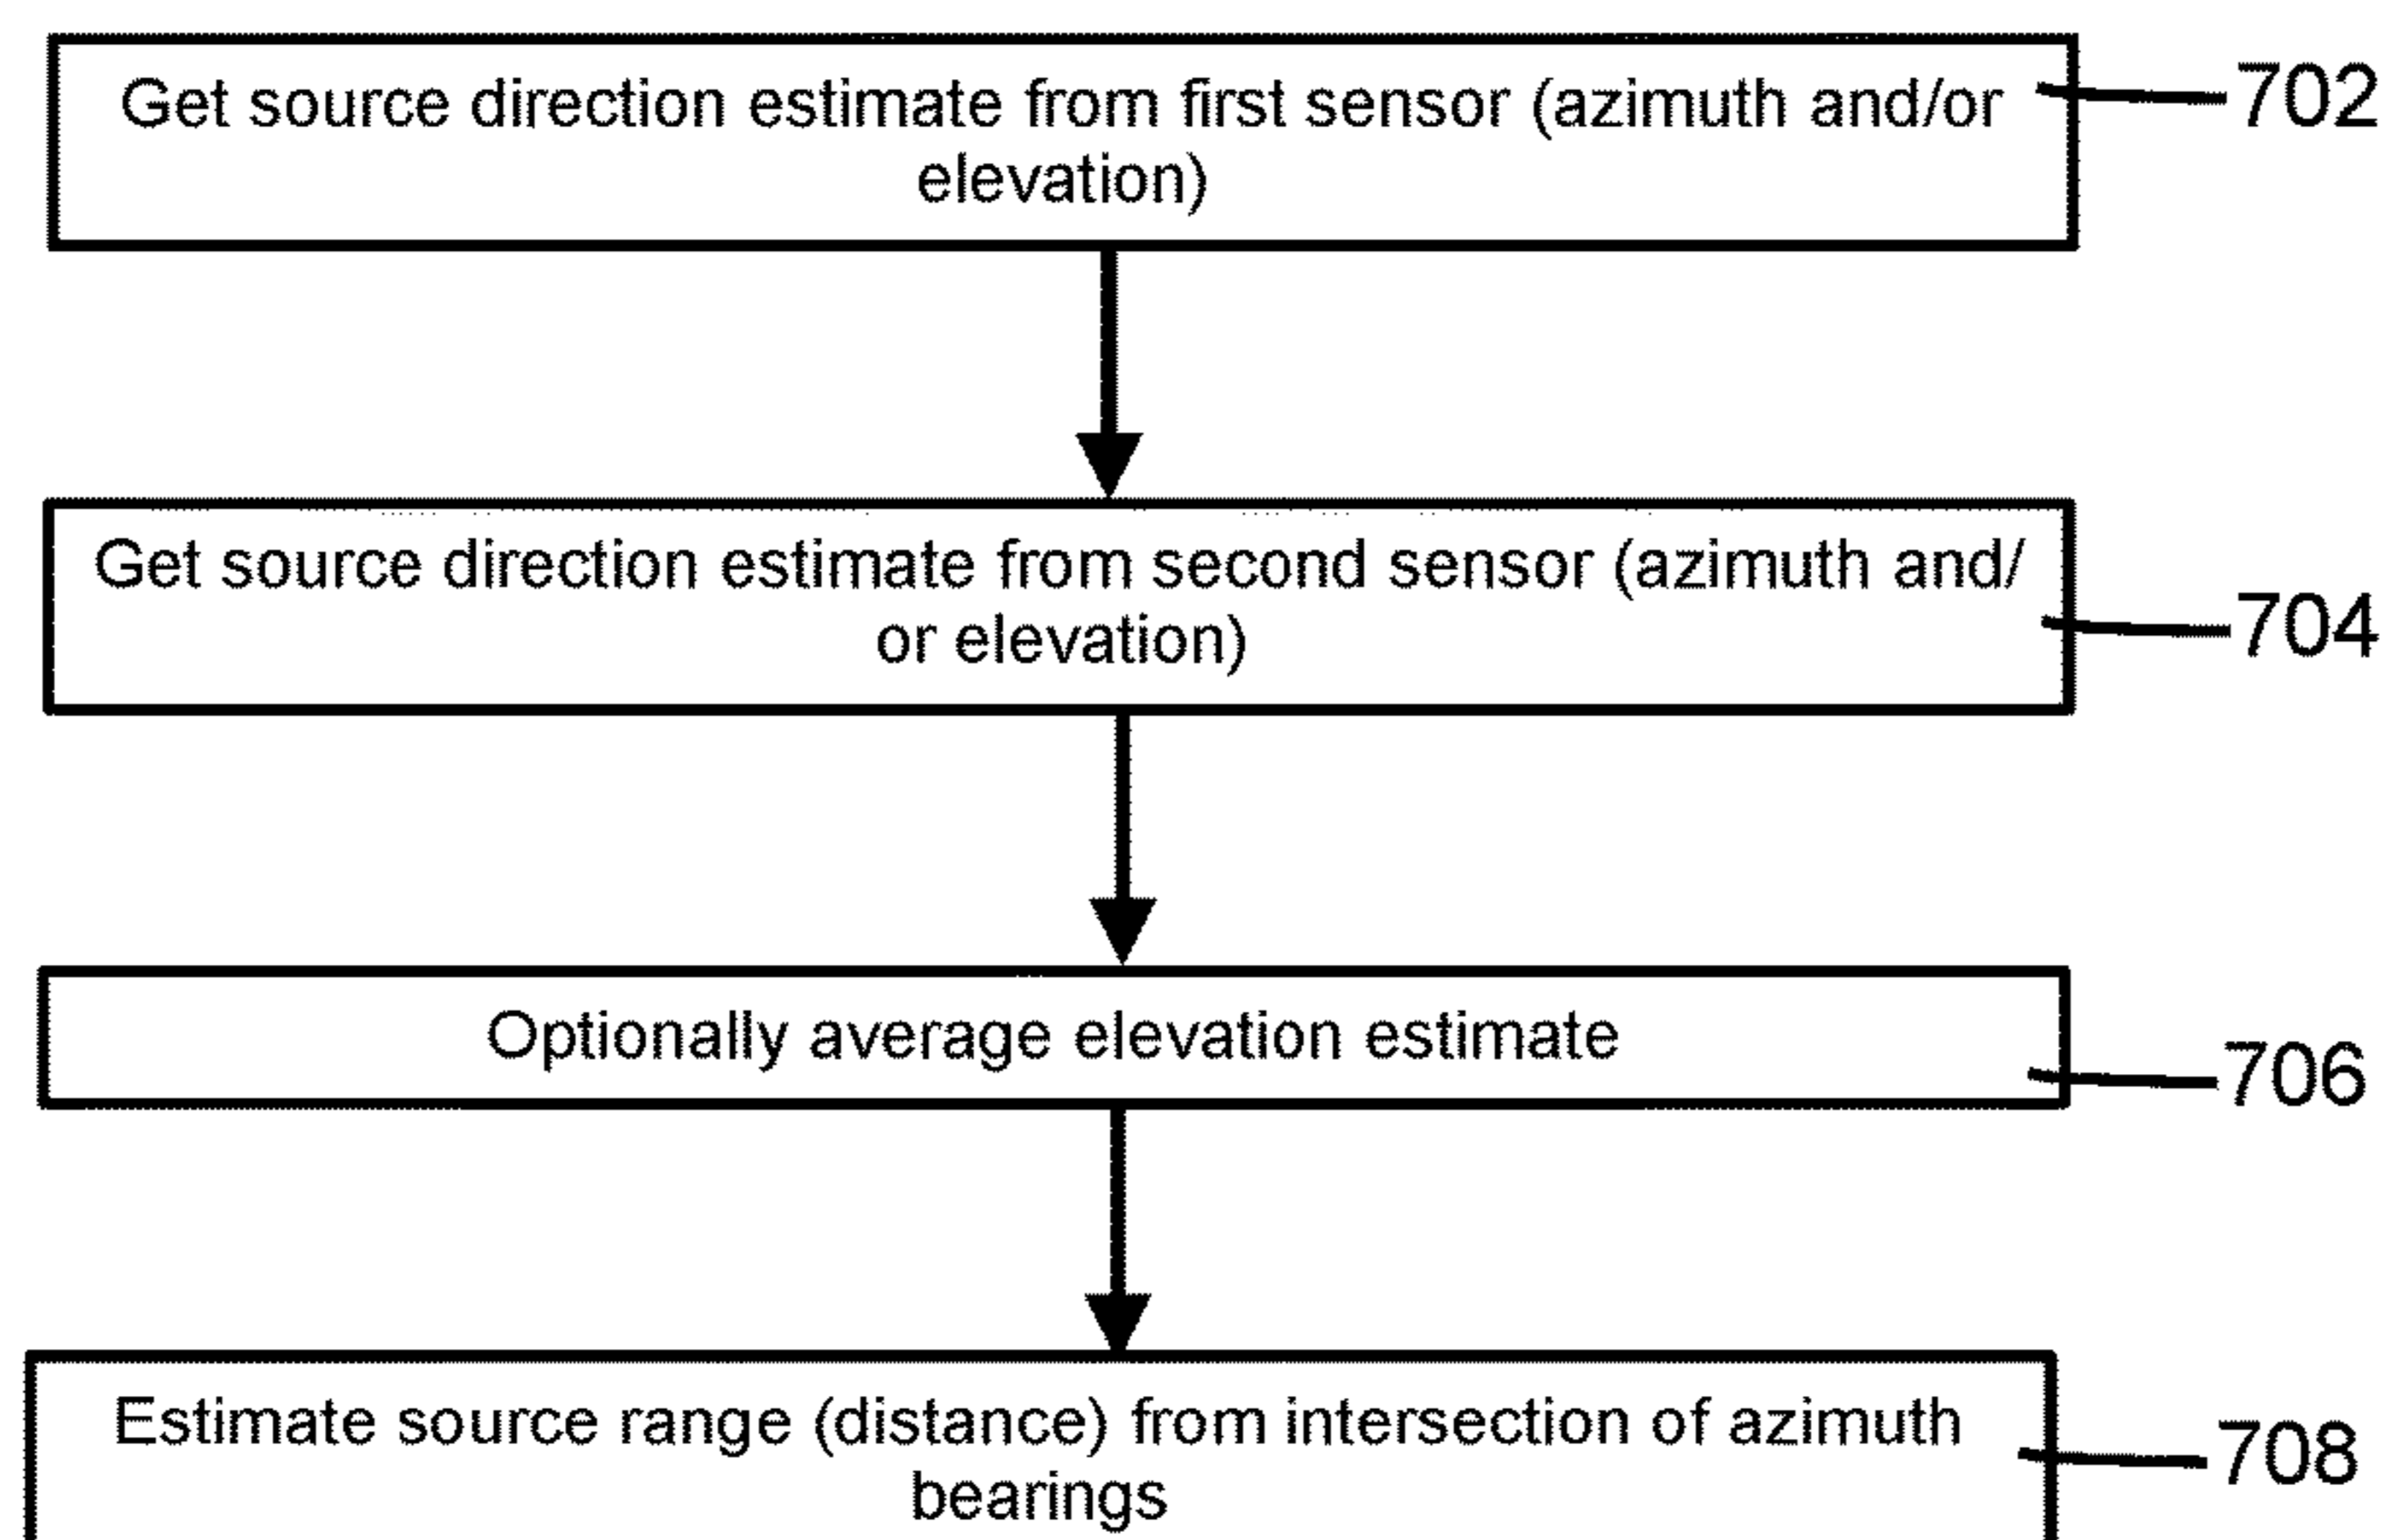 Get source direction estimate from first sensor (azimuth and/or
elevation)
702
Get source direction estimate from second sensor (azimuth and/
or elevation)
704
Optionally average elevation estimate
706
Estimate source range (distance) from intersection of azimuth
bearings
708